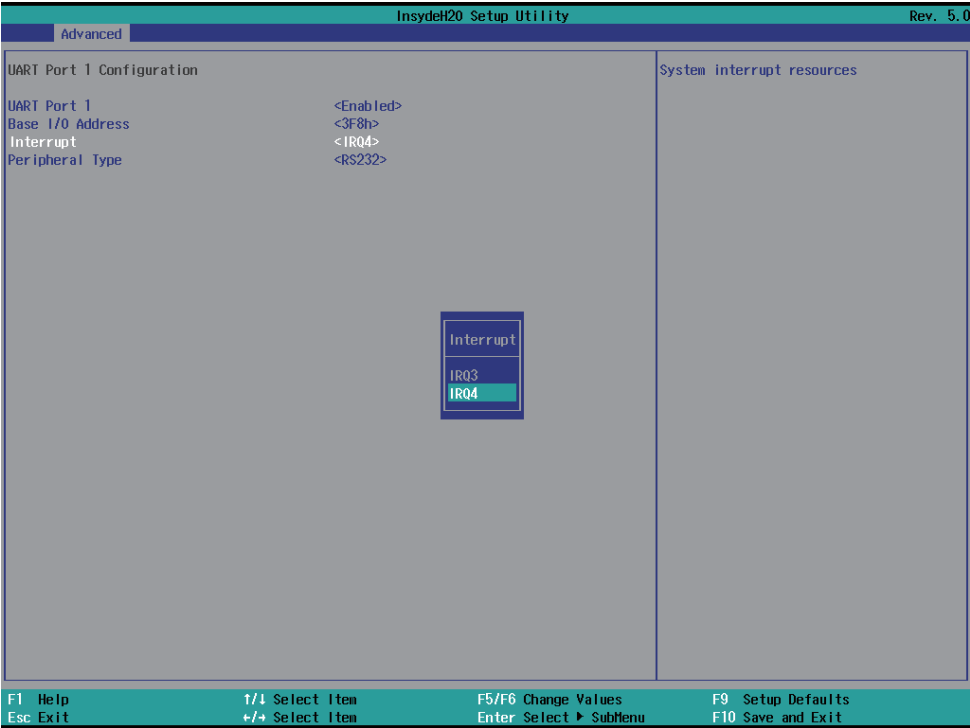 InsydeH20 Setup Utility Rev. 5.0
Advanced
UART Port 1 Configuration
System interrupt resources
UART Port 1 <Enabled>
Base I/O Address <3F8h>
Interrupt <IRQ4>
Peripheral Type <RS232>
Interrupt
IRQ3
IRQ4
F1 Help ↑/↓ Select Item F5/F6 Change Values F9 Setup Defaults
Esc Exit ←/→ Select Item Enter Select ▶ SubMenu F10 Save and Exit